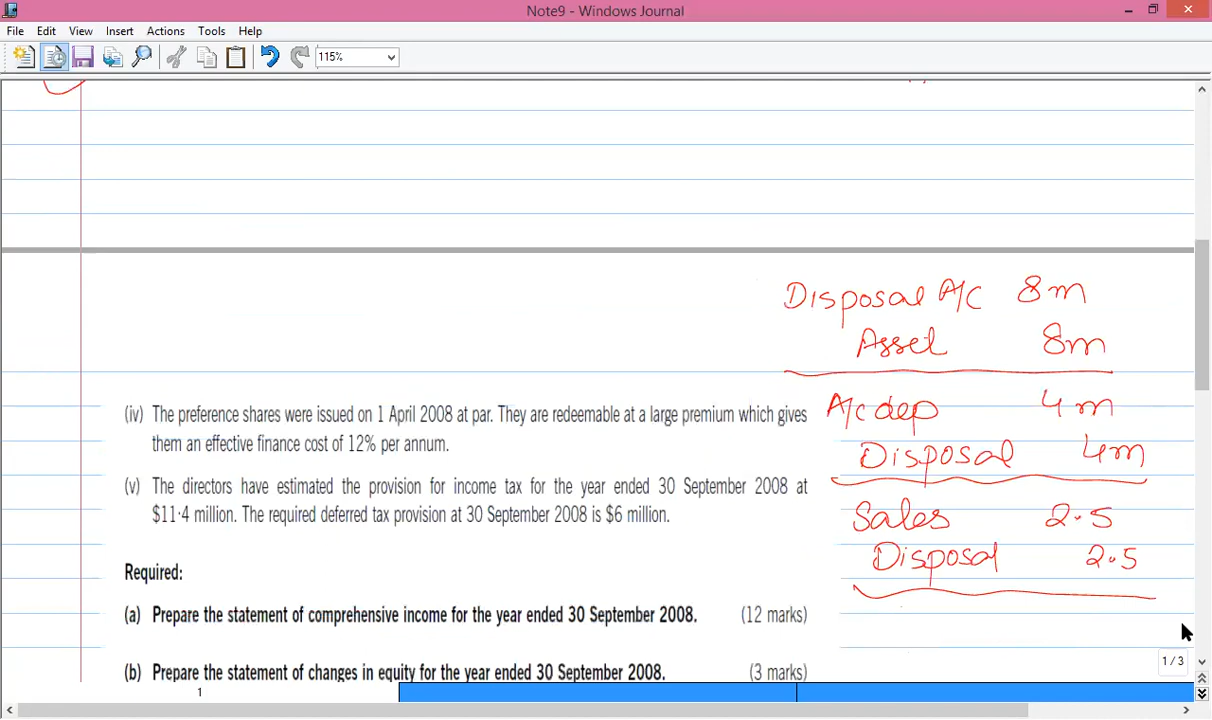 Note9 - Windows Journal
File Edit View Insert Actions Tools Help
115%
Disposal A/C 8m
Asset 8m
(iv) The preference shares were issued on 1 April 2008 at par. They are redeemable at a large premium which gives
them an effective finance cost of 12% per annum.
A/c dep 4m
Disposal 4m
(v) The directors have estimated the provision for income tax for the year ended 30 September 2008 at
$11·4 million. The required deferred tax provision at 30 September 2008 is $6 million.
Sales 2.5
Disposal 2.5
Required:
(a) Prepare the statement of comprehensive income for the year ended 30 September 2008. (12 marks)
(b) Prepare the statement of changes in equity for the year ended 30 September 2008. (3 marks)
1 / 3
1